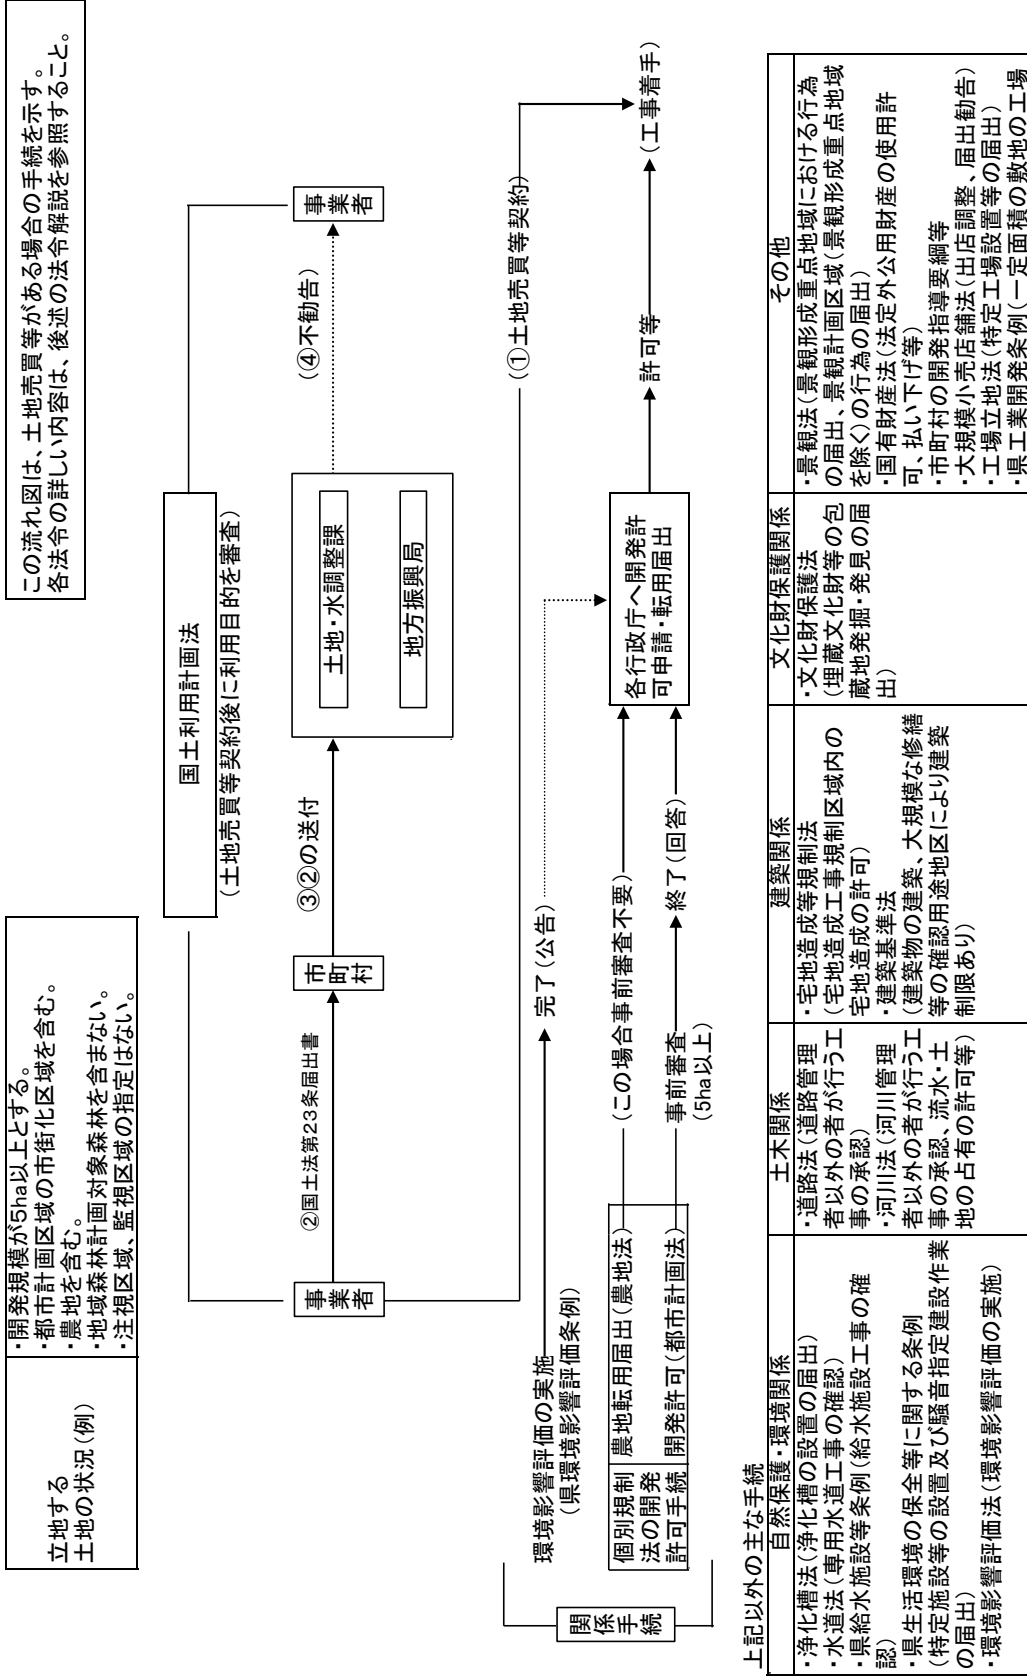 この流れ図は、土地売買等がある場合の手続を示す。
各法令の詳しい内容は、後述の法令解説を参照すること。
立地する
土地の状況(例)
・開発規模が5ha以上とする。
・都市計画区域の市街化区域を含む。
・農地を含む。
・地域森林計画対象森林を含まない。
・注視区域、監視区域の指定はない。
国土利用計画法
(土地売買等契約後に利用目的を審査)
事業者
②国土法第23条届出書
市町村
③②の送付
土地・水調整課
地方振興局
(④不勧告)
事業者
(①土地売買等契約)
関係手続
環境影響評価の実施
(県環境影響評価条例)
完了(公告)
個別規制
法の開発
許可手続
農地転用届出(農地法)
開発許可(都市計画法)
(この場合事前審査不要)
事前審査
(5ha以上)
終了(回答)
各行政庁へ開発許
可申請・転用届出
許可等
(工事着手)
上記以外の主な手続
自然保護・環境関係
・浄化槽法(浄化槽の設置の届出)
・水道法(専用水道工事の確認)
・県給水施設等条例(給水施設工事の確
認)
・県生活環境の保全等に関する条例
(特定施設等の設置及び騒音指定建設作業
の届出)
・環境影響評価法(環境影響評価の実施)
土木関係
・道路法(道路管理
者以外の者が行う工
事の承認)
・河川法(河川管理
者以外の者が行う工
事の承認、流水・土
地の占有の許可等)
建築関係
・宅地造成等規制法
(宅地造成工事規制区域内の
宅地造成の許可)
・建築基準法
(建築物の建築、大規模な修繕
等の確認用途地区により建築
制限あり)
文化財保護関係
・文化財保護法
(埋蔵文化財等の包
蔵地発掘・発見の届
出)
その他
・景観法(景観形成重点地域における行為
の届出、景観計画区域(景観形成重点地域
を除く)の行為の届出)
・国有財産法(法定外公用財産の使用許
可、払い下げ等)
・市町村の開発指導要綱等
・大規模小売店舗法(出店調整、届出勧告)
・工場立地法(特定工場設置等の届出)
・県工業開発条例(一定面積の敷地の工場